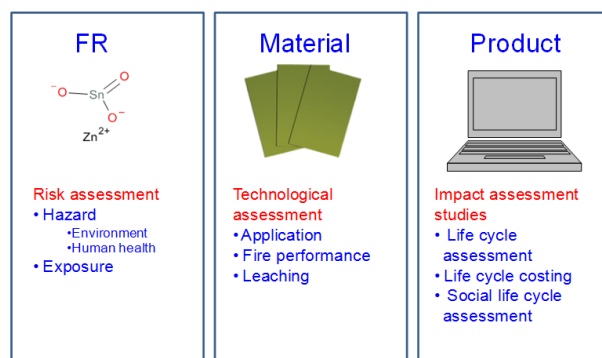 FR
⁻O
Sn
O
O⁻
Zn²⁺
Risk assessment
• Hazard
•Environment
•Human health
• Exposure
Material
Technological
assessment
•Application
•Fire performance
•Leaching
Product
Impact assessment
studies
• Life cycle
assessment
• Life cycle costing
• Social life cycle
assessment